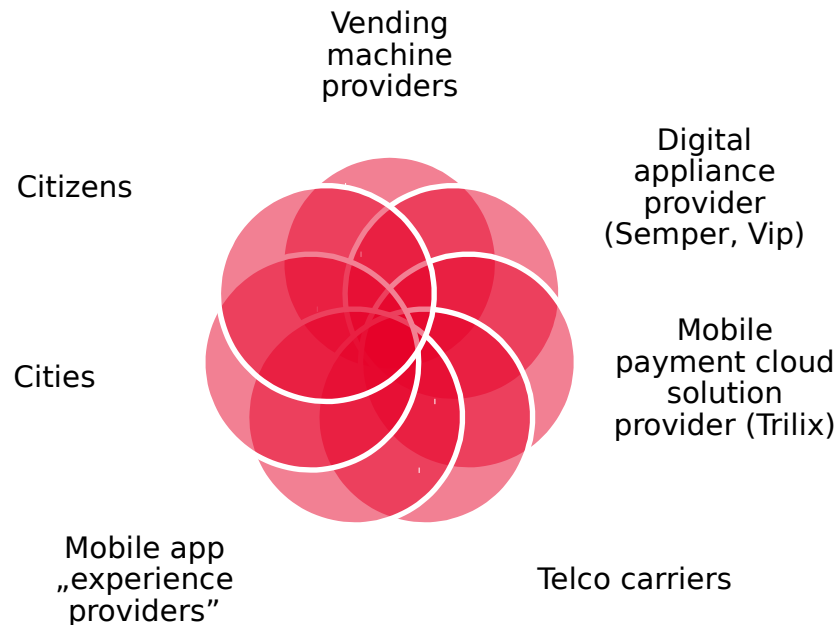 Vending
machine
providers
Digital
appliance
provider
(Semper, Vip)
Citizens
Mobile
payment cloud
solution
provider (Trilix)
Cities
Mobile app
„experience
providers”
Telco carriers